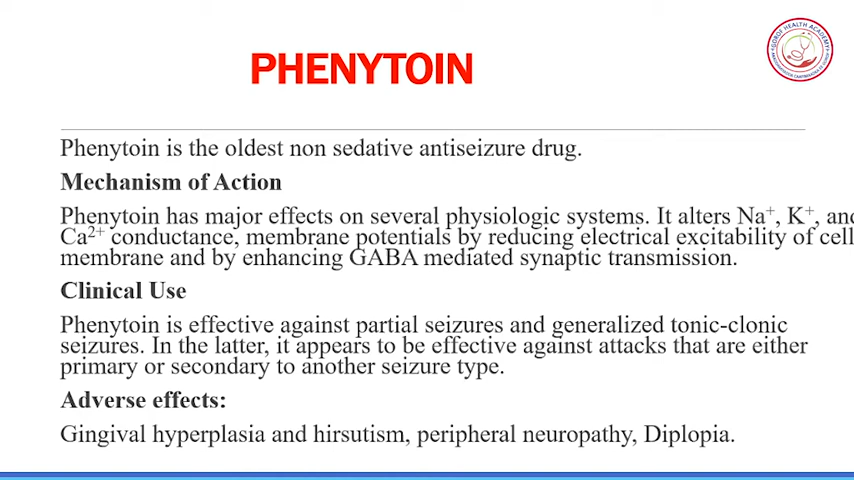 PHENYTOIN
GOBOF HEALTH ACADEMY
Phenytoin is the oldest non sedative antiseizure drug.
Mechanism of Action
Phenytoin has major effects on several physiologic systems. It alters Na⁺, K⁺, and
Ca²⁺ conductance, membrane potentials by reducing electrical excitability of cell
membrane and by enhancing GABA mediated synaptic transmission.
Clinical Use
Phenytoin is effective against partial seizures and generalized tonic-clonic
seizures. In the latter, it appears to be effective against attacks that are either
primary or secondary to another seizure type.
Adverse effects:
Gingival hyperplasia and hirsutism, peripheral neuropathy, Diplopia.